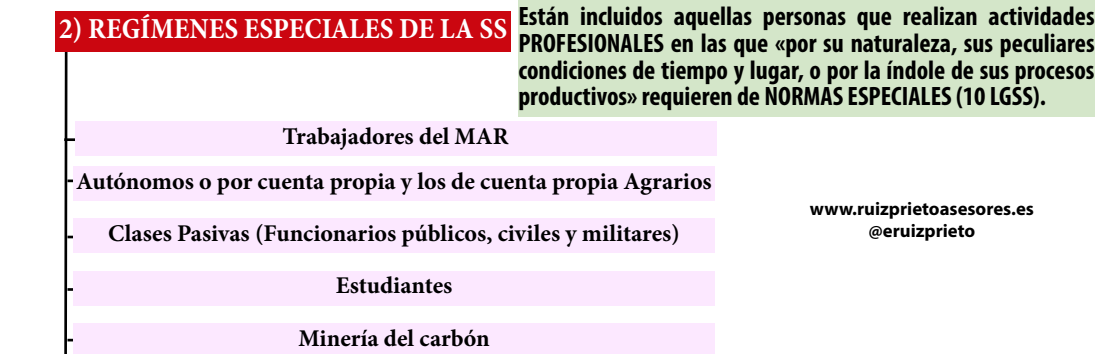 2) REGÍMENES ESPECIALES DE LA SS
Están incluidos aquellas personas que realizan actividades
PROFESIONALES en las que «por su naturaleza, sus peculiares
condiciones de tiempo y lugar, o por la índole de sus procesos
productivos» requieren de NORMAS ESPECIALES (10 LGSS).
Trabajadores del MAR
Autónomos o por cuenta propia y los de cuenta propia Agrarios
Clases Pasivas (Funcionarios públicos, civiles y militares)
Estudiantes
Minería del carbón
www.ruizprietoasesores.es
@eruizprieto